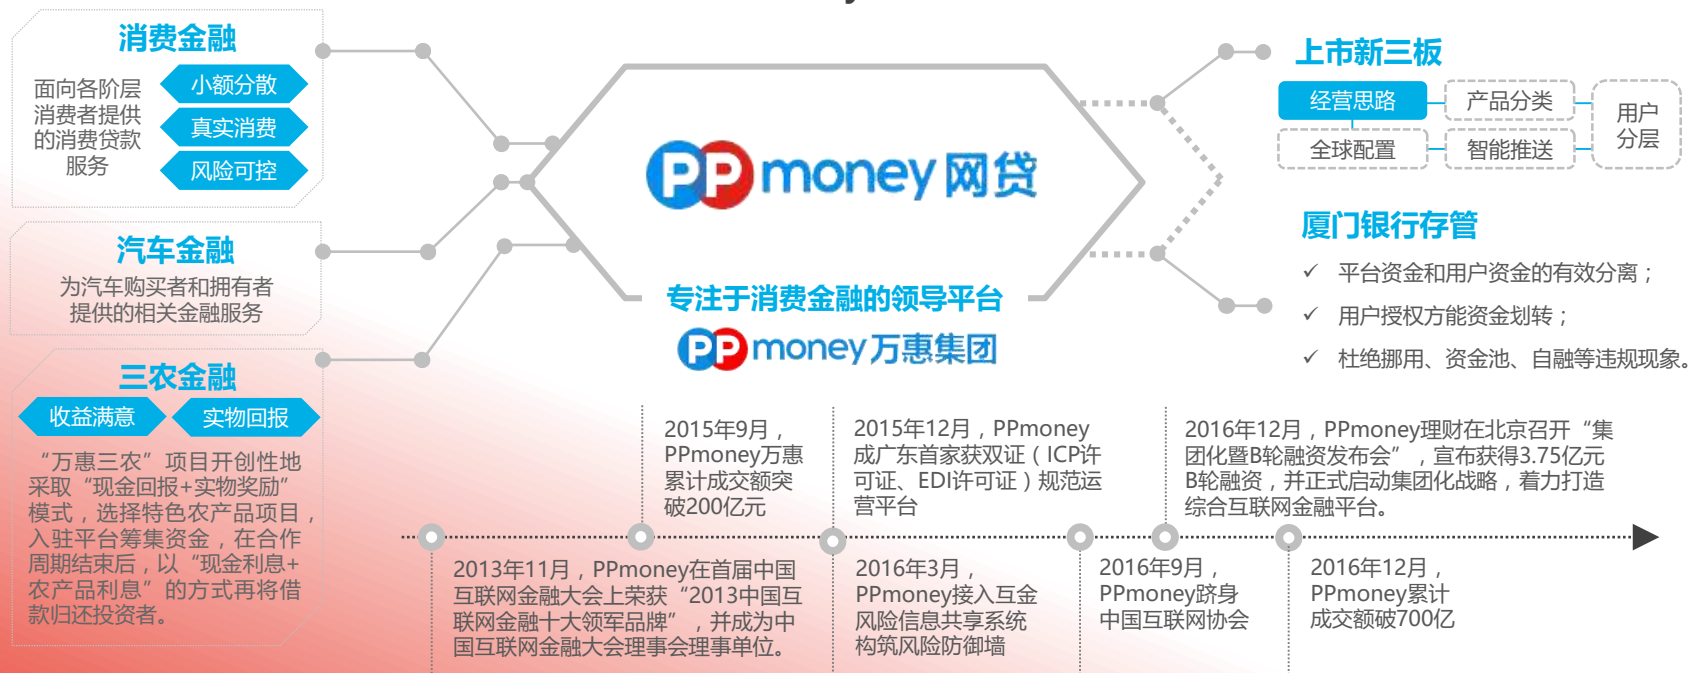 消费金融
面向各阶层
消费者提供
的消费贷款
服务
小额分散
真实消费
风险可控
汽车金融
为汽车购买者和拥有者
提供的相关金融服务
三农金融
收益满意
实物回报
“万惠三农”项目开创性地
采取“现金回报+实物奖励”
模式，选择特色农产品项目，
入驻平台筹集资金，在合作
周期结束后，以“现金利息+
农产品利息”的方式再将借
款归还投资者。
PPmoney网贷
专注于消费金融的领导平台
PPmoney万惠集团
上市新三板
经营思路
产品分类
用户
分层
全球配置
智能推送
厦门银行存管
✓ 平台资金和用户资金的有效分离；
✓ 用户授权方能资金划转；
✓ 杜绝挪用、资金池、自融等违规现象。
2015年9月，
PPmoney万惠
累计成交额突
破200亿元
2015年12月，PPmoney
成广东首家获双证（ICP许
可证、EDI许可证）规范运
营平台
2016年12月，PPmoney理财在北京召开“集
团化暨B轮融资发布会”，宣布获得3.75亿元
B轮融资，并正式启动集团化战略，着力打造
综合互联网金融平台。
2013年11月，PPmoney在首届中国
互联网金融大会上荣获“2013中国互
联网金融十大领军品牌”，并成为中
国互联网金融大会理事会理事单位。
2016年3月，
PPmoney接入互金
风险信息共享系统
构筑风险防御墙
2016年9月，
PPmoney跻身
中国互联网协会
2016年12月，
PPmoney累计
成交额破700亿